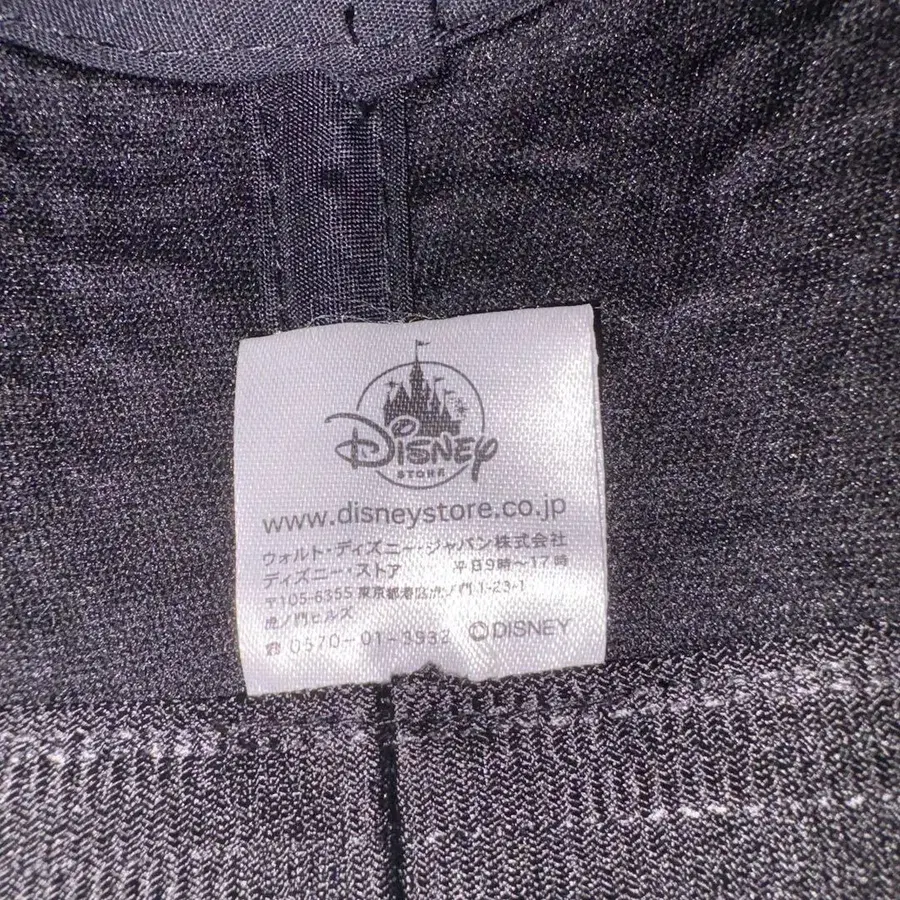 Disney
STORE
www.disneystore.co.jp
ウォルト・ディズニー・ジャパン株式会社
ディズニー・ストア 平日9時～17時
〒105-6355 東京都港区虎ノ門1-23-1
虎ノ門ヒルズ
☎ 0570-01-3932 ©DISNEY